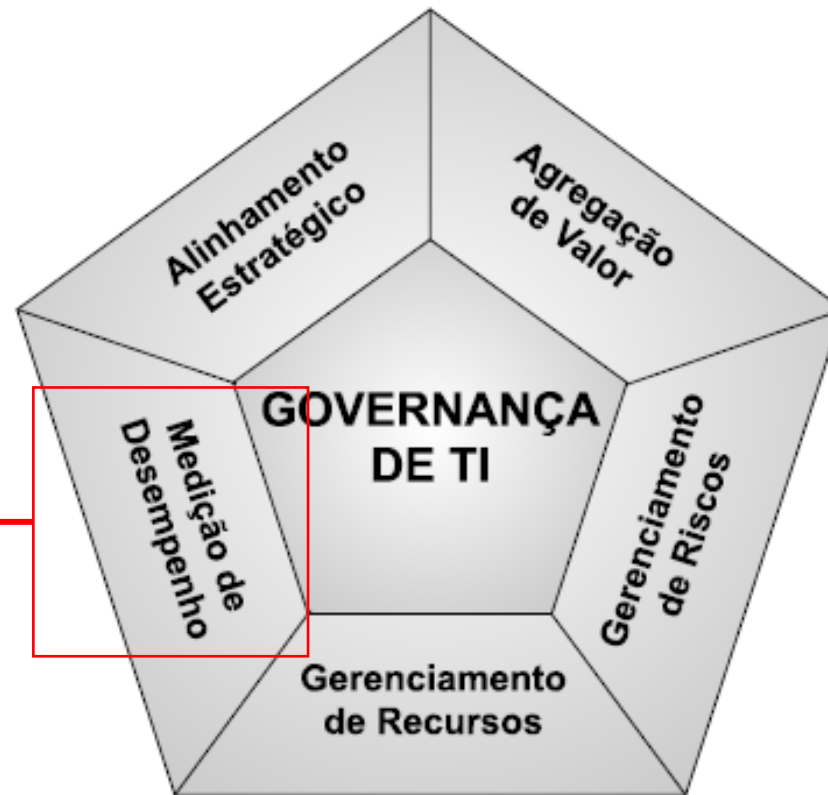 Alinhamento
Estratégico
Agregação
de Valor
GOVERNANÇA
DE TI
Medição de
Desempenho
Gerenciamento
de Riscos
Gerenciamento
de Recursos